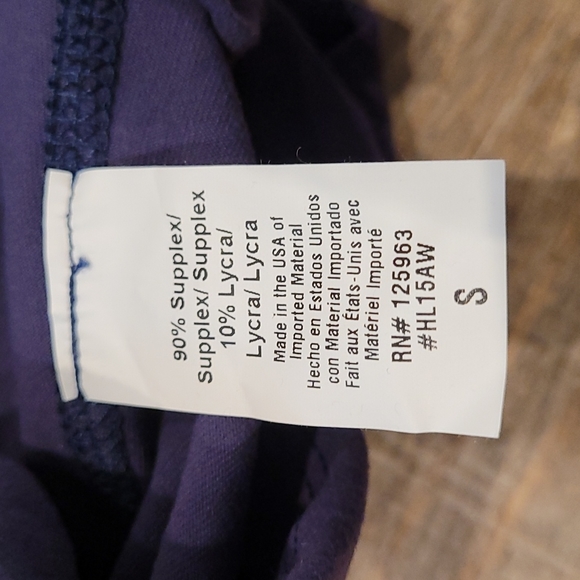 90% Supplex/
Supplex/ Supplex
10% Lycra/
Lycra/ Lycra
Made in the USA of
Imported Material
Hecho en Estados Unidos
con Material Importado
Fait aux États-Unis avec
Matériel Importé
RN# 125963
#HL15AW
S